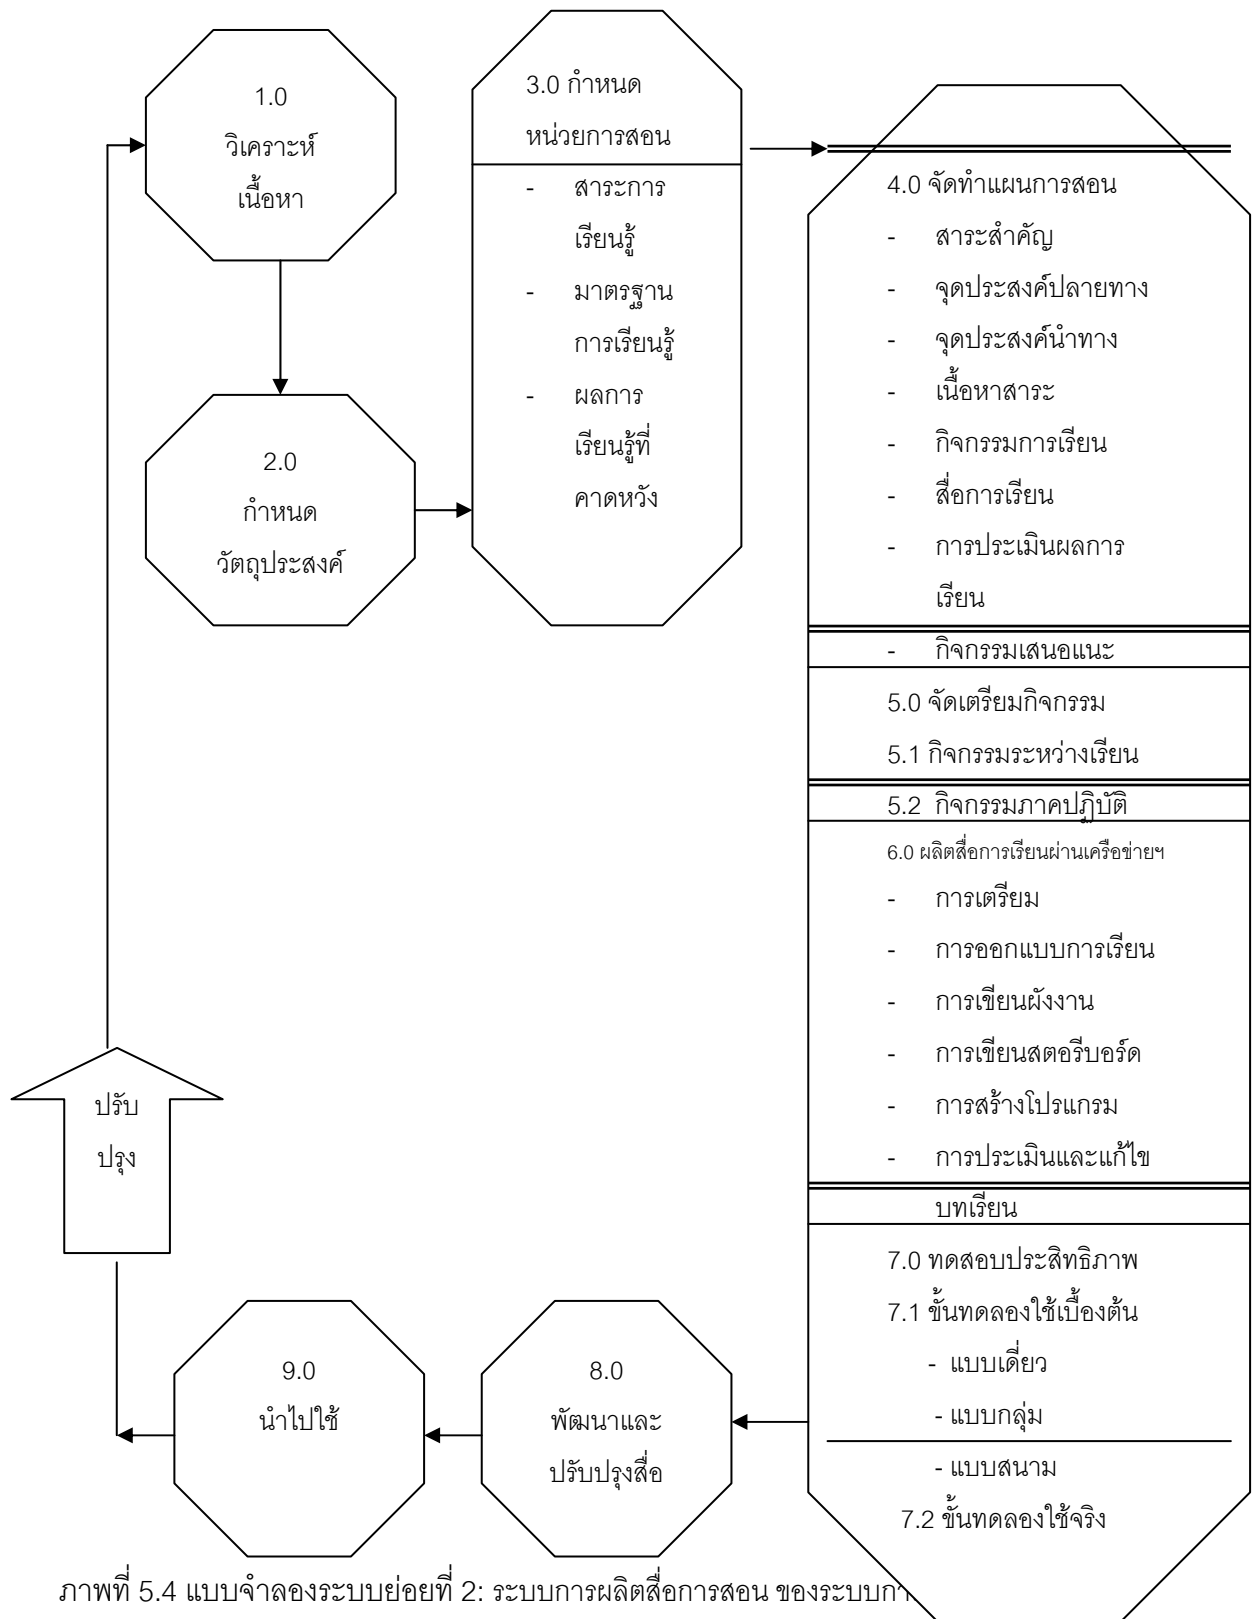 1.0
วิเคราะห์
เนื้อหา
2.0
กำหนด
วัตถุประสงค์
3.0 กำหนด
หน่วยการสอน
- สาระการ
เรียนรู้
- มาตรฐาน
การเรียนรู้
- ผลการ
เรียนรู้ที่
คาดหวัง
4.0 จัดทำแผนการสอน
- สาระสำคัญ
- จุดประสงค์ปลายทาง
- จุดประสงค์นำทาง
- เนื้อหาสาระ
- กิจกรรมการเรียน
- สื่อการเรียน
- การประเมินผลการ
เรียน
- กิจกรรมเสนอแนะ
5.0 จัดเตรียมกิจกรรม
5.1 กิจกรรมระหว่างเรียน
5.2 กิจกรรมภาคปฏิบัติ
6.0 ผลิตสื่อการเรียนผ่านเครือข่ายฯ
- การเตรียม
- การออกแบบการเรียน
- การเขียนผังงาน
- การเขียนสตอรีบอร์ด
- การสร้างโปรแกรม
- การประเมินและแก้ไข
บทเรียน
7.0 ทดสอบประสิทธิภาพ
7.1 ขั้นทดลองใช้เบื้องต้น
- แบบเดี่ยว
- แบบกลุ่ม
- แบบสนาม
7.2 ขั้นทดลองใช้จริง
8.0
พัฒนาและ
ปรับปรุงสื่อ
9.0
นำไปใช้
ปรับ
ปรุง
ภาพที่ 5.4 แบบจำลองระบบย่อยที่ 2: ระบบการผลิตสื่อการสอน ของระบบ